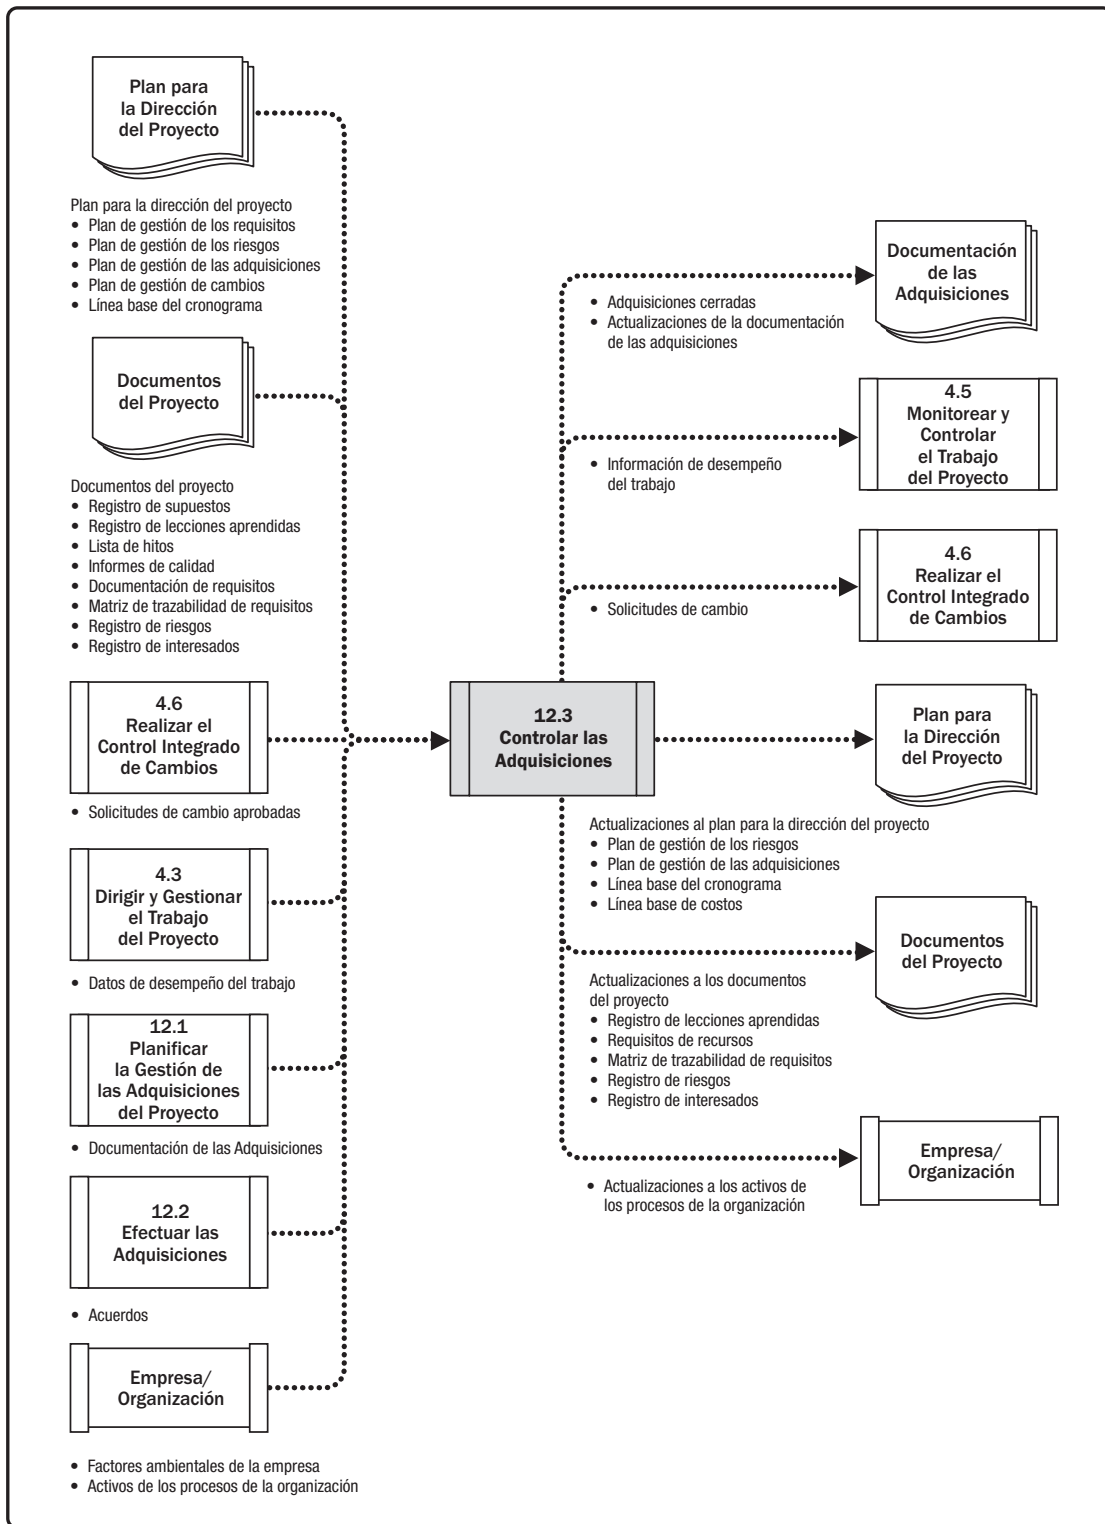 Plan para
la Dirección
del Proyecto
Plan para la dirección del proyecto
• Plan de gestión de los requisitos
• Plan de gestión de los riesgos
• Plan de gestión de las adquisiciones
• Plan de gestión de cambios
• Línea base del cronograma
Documentos
del Proyecto
Documentos del proyecto
• Registro de supuestos
• Registro de lecciones aprendidas
• Lista de hitos
• Informes de calidad
• Documentación de requisitos
• Matriz de trazabilidad de requisitos
• Registro de riesgos
• Registro de interesados
4.6
Realizar el
Control Integrado
de Cambios
• Solicitudes de cambio aprobadas
4.3
Dirigir y Gestionar
el Trabajo
del Proyecto
• Datos de desempeño del trabajo
12.1
Planificar
la Gestión de
las Adquisiciones
del Proyecto
• Documentación de las Adquisiciones
12.2
Efectuar las
Adquisiciones
• Acuerdos
Empresa/
Organización
• Factores ambientales de la empresa
• Activos de los procesos de la organización
12.3
Controlar las
Adquisiciones
Documentación
de las
Adquisiciones
• Adquisiciones cerradas
• Actualizaciones de la documentación
de las adquisiciones
4.5
Monitorear y
Controlar
el Trabajo
del Proyecto
• Información de desempeño
del trabajo
4.6
Realizar el
Control Integrado
de Cambios
• Solicitudes de cambio
Plan para
la Dirección
del Proyecto
Actualizaciones al plan para la dirección del proyecto
• Plan de gestión de los riesgos
• Plan de gestión de las adquisiciones
• Línea base del cronograma
• Línea base de costos
Documentos
del Proyecto
Actualizaciones a los documentos
del proyecto
• Registro de lecciones aprendidas
• Requisitos de recursos
• Matriz de trazabilidad de requisitos
• Registro de riesgos
• Registro de interesados
Empresa/
Organización
• Actualizaciones a los activos de
los procesos de la organización